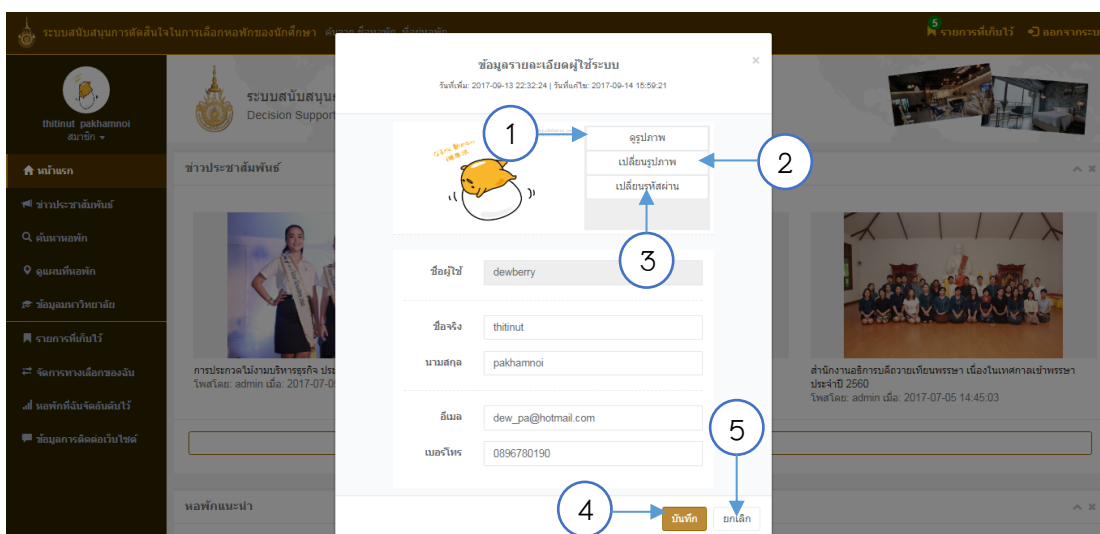 ระบบสนับสนุนการตัดสินใจในการเลือกหอพักของนักศึกษา
5
รายการที่เก็บไว้
ออกจากระบ
thitinut pakhamnoi
สมาชิก
ระบบสนับสนุน
Decision Support
หน้าแรก
ข่าวประชาสัมพันธ์
ค้นหาหอพัก
ดูแผนที่หอพัก
ข้อมูลมหาวิทยาลัย
รายการที่เก็บไว้
จัดการทางเลือกของฉัน
หอพักที่ฉันจัดอันดับไว้
ข้อมูลการติดต่อเว็บไซต์
ข่าวประชาสัมพันธ์
การประกวดไม้งามบริหารธุรกิจ ประ
โพสโดย: admin เมื่อ: 2017-07-0
สำนักงานอธิการบดีถวายเทียนพรรษา เนื่องในเทศกาลเข้าพรรษา
ประจำปี 2560
โพสโดย: admin เมื่อ: 2017-07-05 14:45:03
หอพักแนะนำ
ข้อมูลรายละเอียดผู้ใช้ระบบ
×
วันที่เพิ่ม: 2017-09-13 22:32:24 | วันที่แก้ไข: 2017-09-14 15:59:21
1
ดูรูปภาพ
เปลี่ยนรูปภาพ
2
เปลี่ยนรหัสผ่าน
3
ชื่อผู้ใช้ dewberry
ชื่อจริง thitinut
นามสกุล pakhamnoi
อีเมล dew_pa@hotmail.com
เบอร์โทร 0896780190
5
4
บันทึก
ยกเลิก